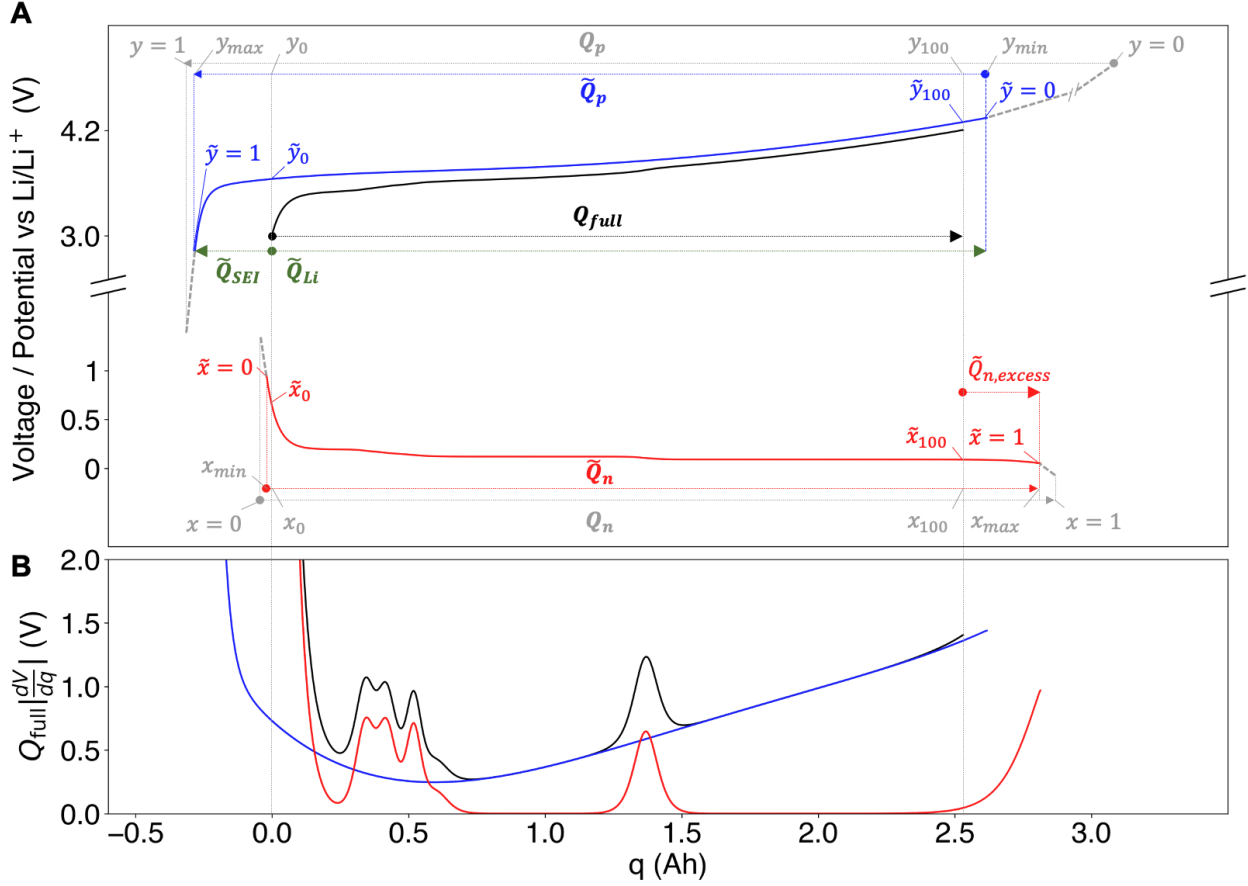 A
y = 1
y_max
y_0
Q_p
y_100
y_min
y = 0
Q̃_p
ỹ_100
ỹ = 0
ỹ = 1
ỹ_0
4.2
Q_full
3.0
Q̃_SEI
Q̃_Li
Voltage / Potential vs Li/Li⁺ (V)
1
x̃ = 0
x̃_0
Q̃_n,excess
0.5
x̃_100
x̃ = 1
0
x_min
Q̃_n
x = 0
x_0
Q_n
x_100
x_max
x = 1
B
2.0
1.5
1.0
0.5
0.0
Q_full|dV/dq| (V)
−0.5 0.0 0.5 1.0 1.5 2.0 2.5 3.0
q (Ah)